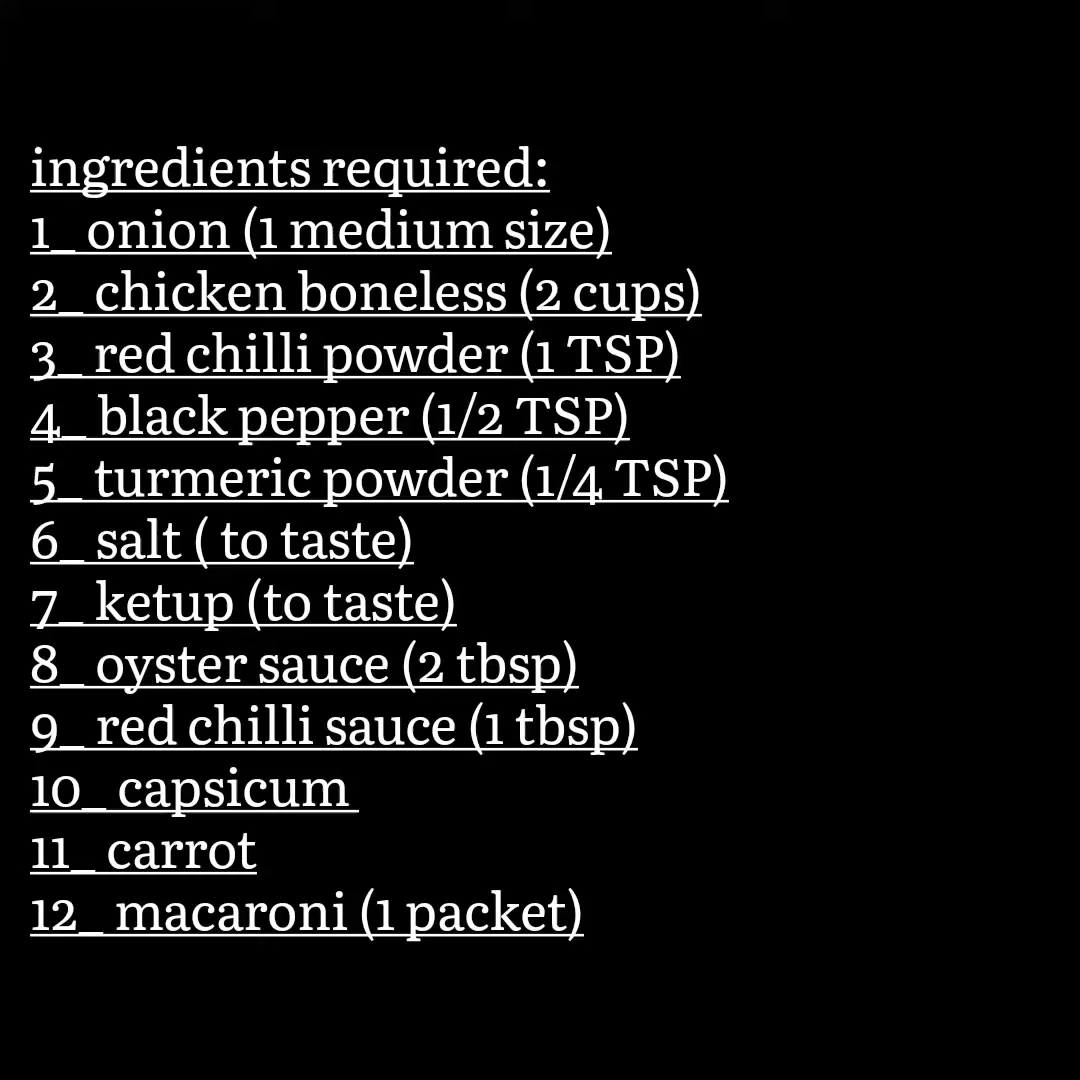 ingredients required:
1_ onion (1 medium size)
2_ chicken boneless (2 cups)
3_ red chilli powder (1 TSP)
4_ black pepper (1/2 TSP)
5_ turmeric powder (1/4 TSP)
6_ salt ( to taste)
7_ ketup (to taste)
8_ oyster sauce (2 tbsp)
9_ red chilli sauce (1 tbsp)
10_ capsicum
11_ carrot
12_ macaroni (1 packet)